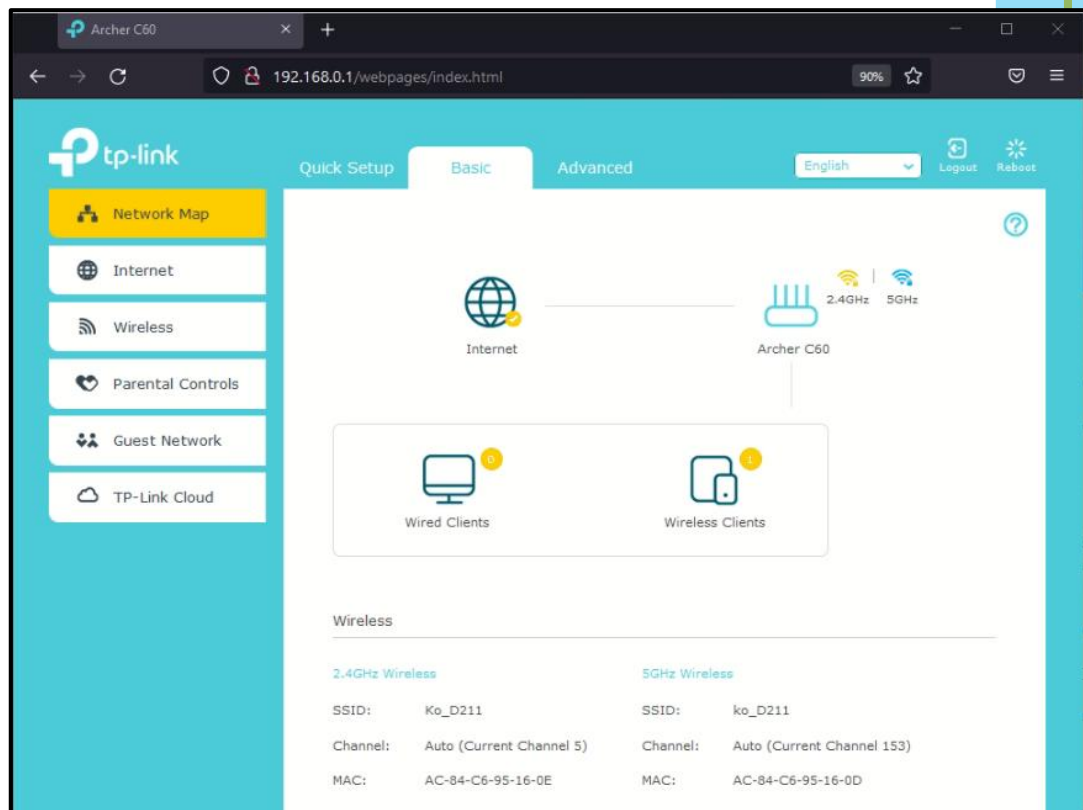 Archer C60
192.168.0.1/webpages/index.html 90%
tp-link
Quick Setup Basic Advanced English Logout Reboot
Network Map
Internet
Wireless
Parental Controls
Guest Network
TP-Link Cloud
2.4GHz 5GHz
Internet Archer C60
Wired Clients Wireless Clients
Wireless
2.4GHz Wireless 5GHz Wireless
SSID: Ko_D211 SSID: ko_D211
Channel: Auto (Current Channel 5) Channel: Auto (Current Channel 153)
MAC: AC-84-C6-95-16-0E MAC: AC-84-C6-95-16-0D